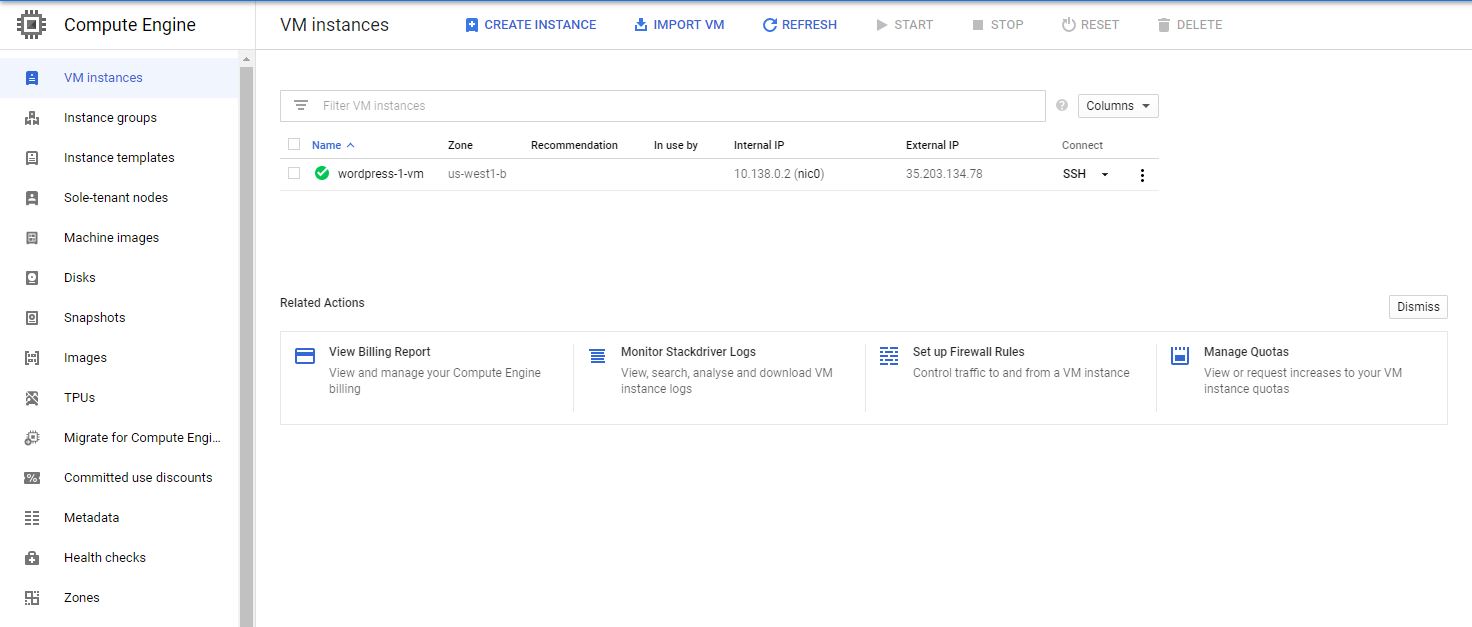 Compute Engine
VM instances
Instance groups
Instance templates
Sole-tenant nodes
Machine images
Disks
Snapshots
Images
TPUs
Migrate for Compute Engi...
Committed use discounts
Metadata
Health checks
Zones
VM instances
CREATE INSTANCE
IMPORT VM
REFRESH
START
STOP
RESET
DELETE
Filter VM instances
?
Columns
Name Zone Recommendation In use by Internal IP External IP Connect
wordpress-1-vm us-west1-b 10.138.0.2 (nic0) 35.203.134.78 SSH
Related Actions
Dismiss
View Billing Report
View and manage your Compute Engine
billing
Monitor Stackdriver Logs
View, search, analyse and download VM
instance logs
Set up Firewall Rules
Control traffic to and from a VM instance
Manage Quotas
View or request increases to your VM
instance quotas